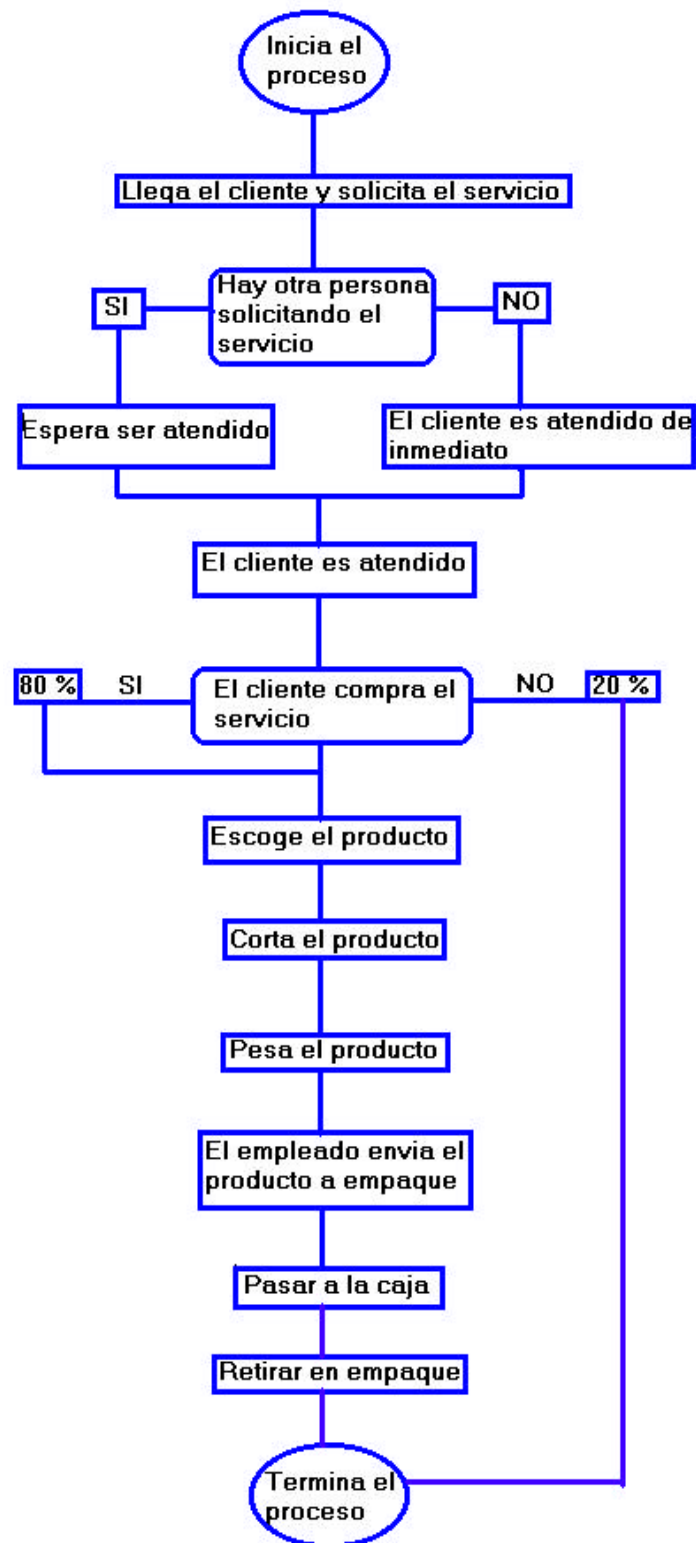 Inicia el
proceso
Llega el cliente y solicita el servicio
Hay otra persona
solicitando el
servicio
SI
NO
Espera ser atendido
El cliente es atendido de
inmediato
El cliente es atendido
80 %
SI
El cliente compra el
servicio
NO
20 %
Escoge el producto
Corta el producto
Pesa el producto
El empleado envia el
producto a empaque
Pasar a la caja
Retirar en empaque
Termina el
proceso